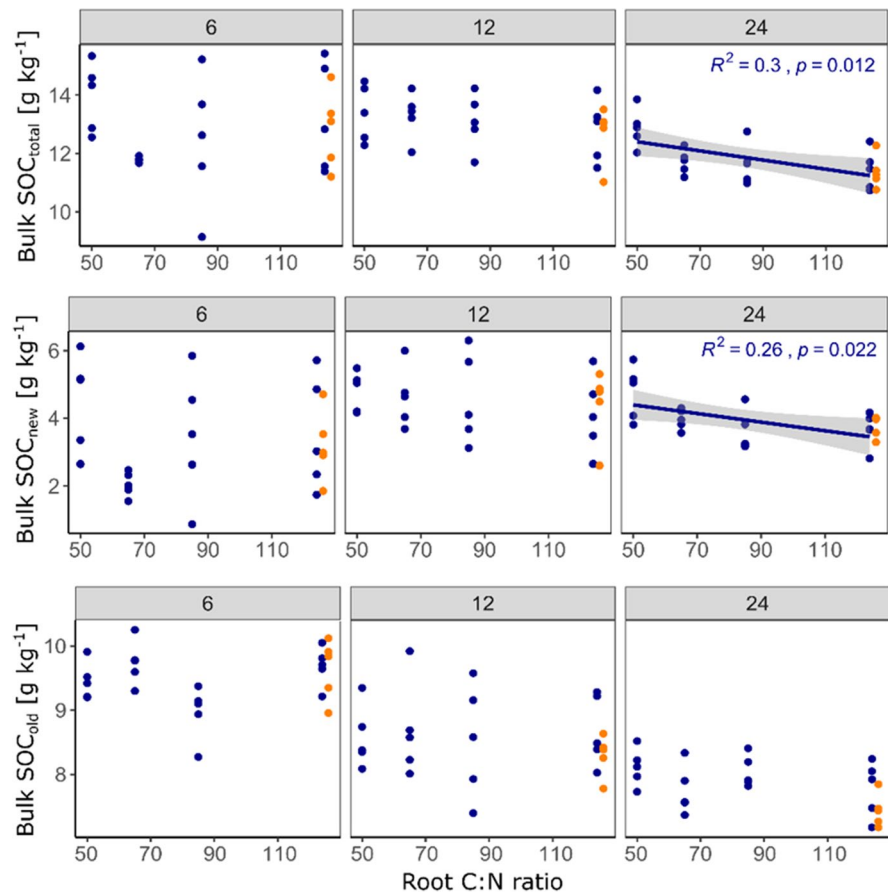 6 12 24
Bulk SOCtotal [g kg⁻¹]
R² = 0.3 , p = 0.012
14
12
10
50 70 90 110 50 70 90 110 50 70 90 110
6 12 24
Bulk SOCnew [g kg⁻¹]
R² = 0.26 , p = 0.022
6
4
2
50 70 90 110 50 70 90 110 50 70 90 110
6 12 24
Bulk SOCold [g kg⁻¹]
10
9
8
50 70 90 110 50 70 90 110 50 70 90 110
Root C:N ratio